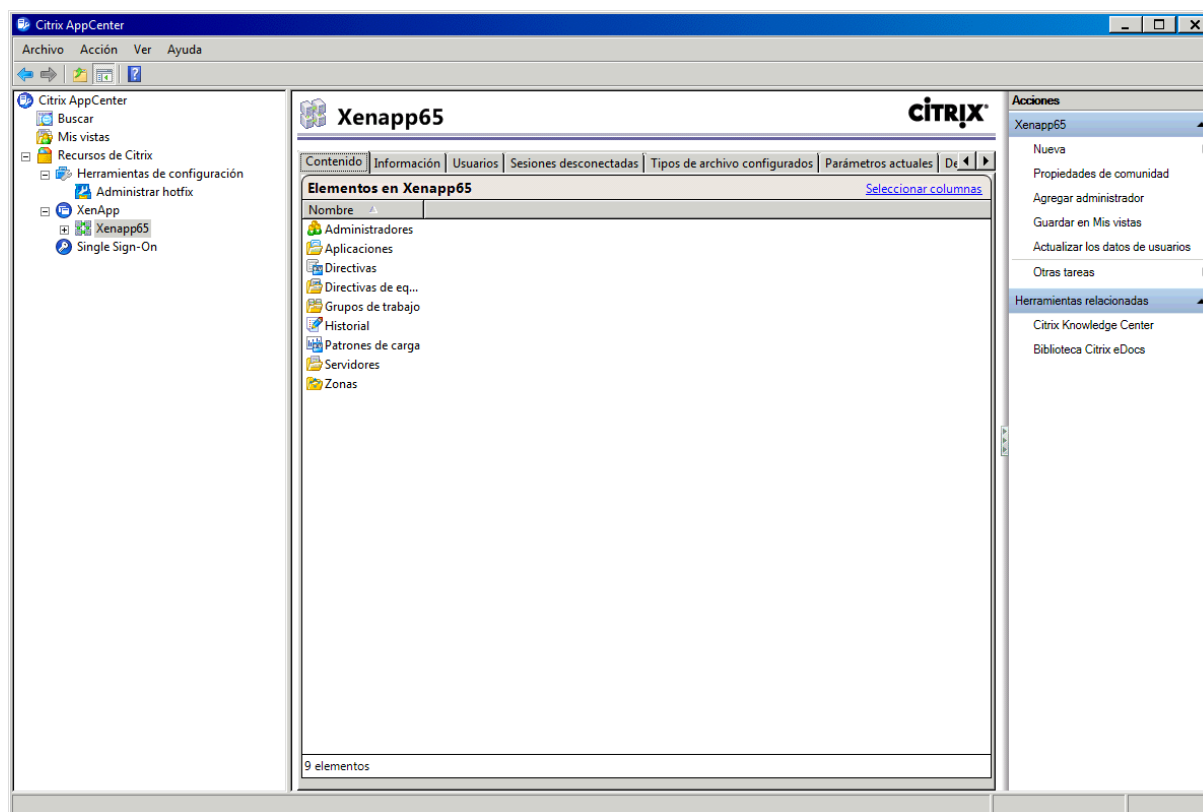 Citrix AppCenter
Archivo Acción Ver Ayuda
Citrix AppCenter
Buscar
Mis vistas
Recursos de Citrix
Herramientas de configuración
Administrar hotfix
XenApp
Xenapp65
Single Sign-On
Xenapp65
CİTRIX
Contenido Información Usuarios Sesiones desconectadas Tipos de archivo configurados Parámetros actuales De
Elementos en Xenapp65 Seleccionar columnas
Nombre
Administradores
Aplicaciones
Directivas
Directivas de eq...
Grupos de trabajo
Historial
Patrones de carga
Servidores
Zonas
9 elementos
Acciones
Xenapp65
Nueva
Propiedades de comunidad
Agregar administrador
Guardar en Mis vistas
Actualizar los datos de usuarios
Otras tareas
Herramientas relacionadas
Citrix Knowledge Center
Biblioteca Citrix eDocs